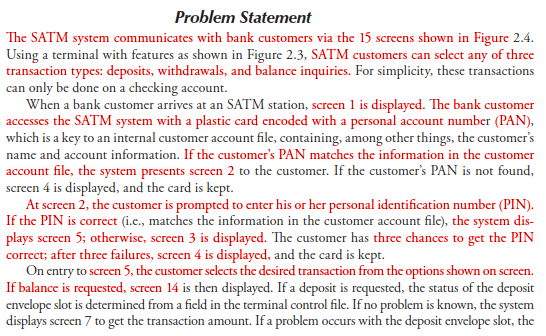 Problem Statement
The SATM system communicates with bank customers via the 15 screens shown in Figure 2.4.
Using a terminal with features as shown in Figure 2.3, SATM customers can select any of three
transaction types: deposits, withdrawals, and balance inquiries. For simplicity, these transactions
can only be done on a checking account.
When a bank customer arrives at an SATM station, screen 1 is displayed. The bank customer
accesses the SATM system with a plastic card encoded with a personal account number (PAN),
which is a key to an internal customer account file, containing, among other things, the customer's
name and account information. If the customer's PAN matches the information in the customer
account file, the system presents screen 2 to the customer. If the customer's PAN is not found,
screen 4 is displayed, and the card is kept.
At screen 2, the customer is prompted to enter his or her personal identification number (PIN).
If the PIN is correct (i.e., matches the information in the customer account file), the system dis-
plays screen 5; otherwise, screen 3 is displayed. The customer has three chances to get the PIN
correct; after three failures, screen 4 is displayed, and the card is kept.
On entry to screen 5, the customer selects the desired transaction from the options shown on screen.
If balance is requested, screen 14 is then displayed. If a deposit is requested, the status of the deposit
envelope slot is determined from a field in the terminal control file. If no problem is known, the system
displays screen 7 to get the transaction amount. If a problem occurs with the deposit envelope slot, the